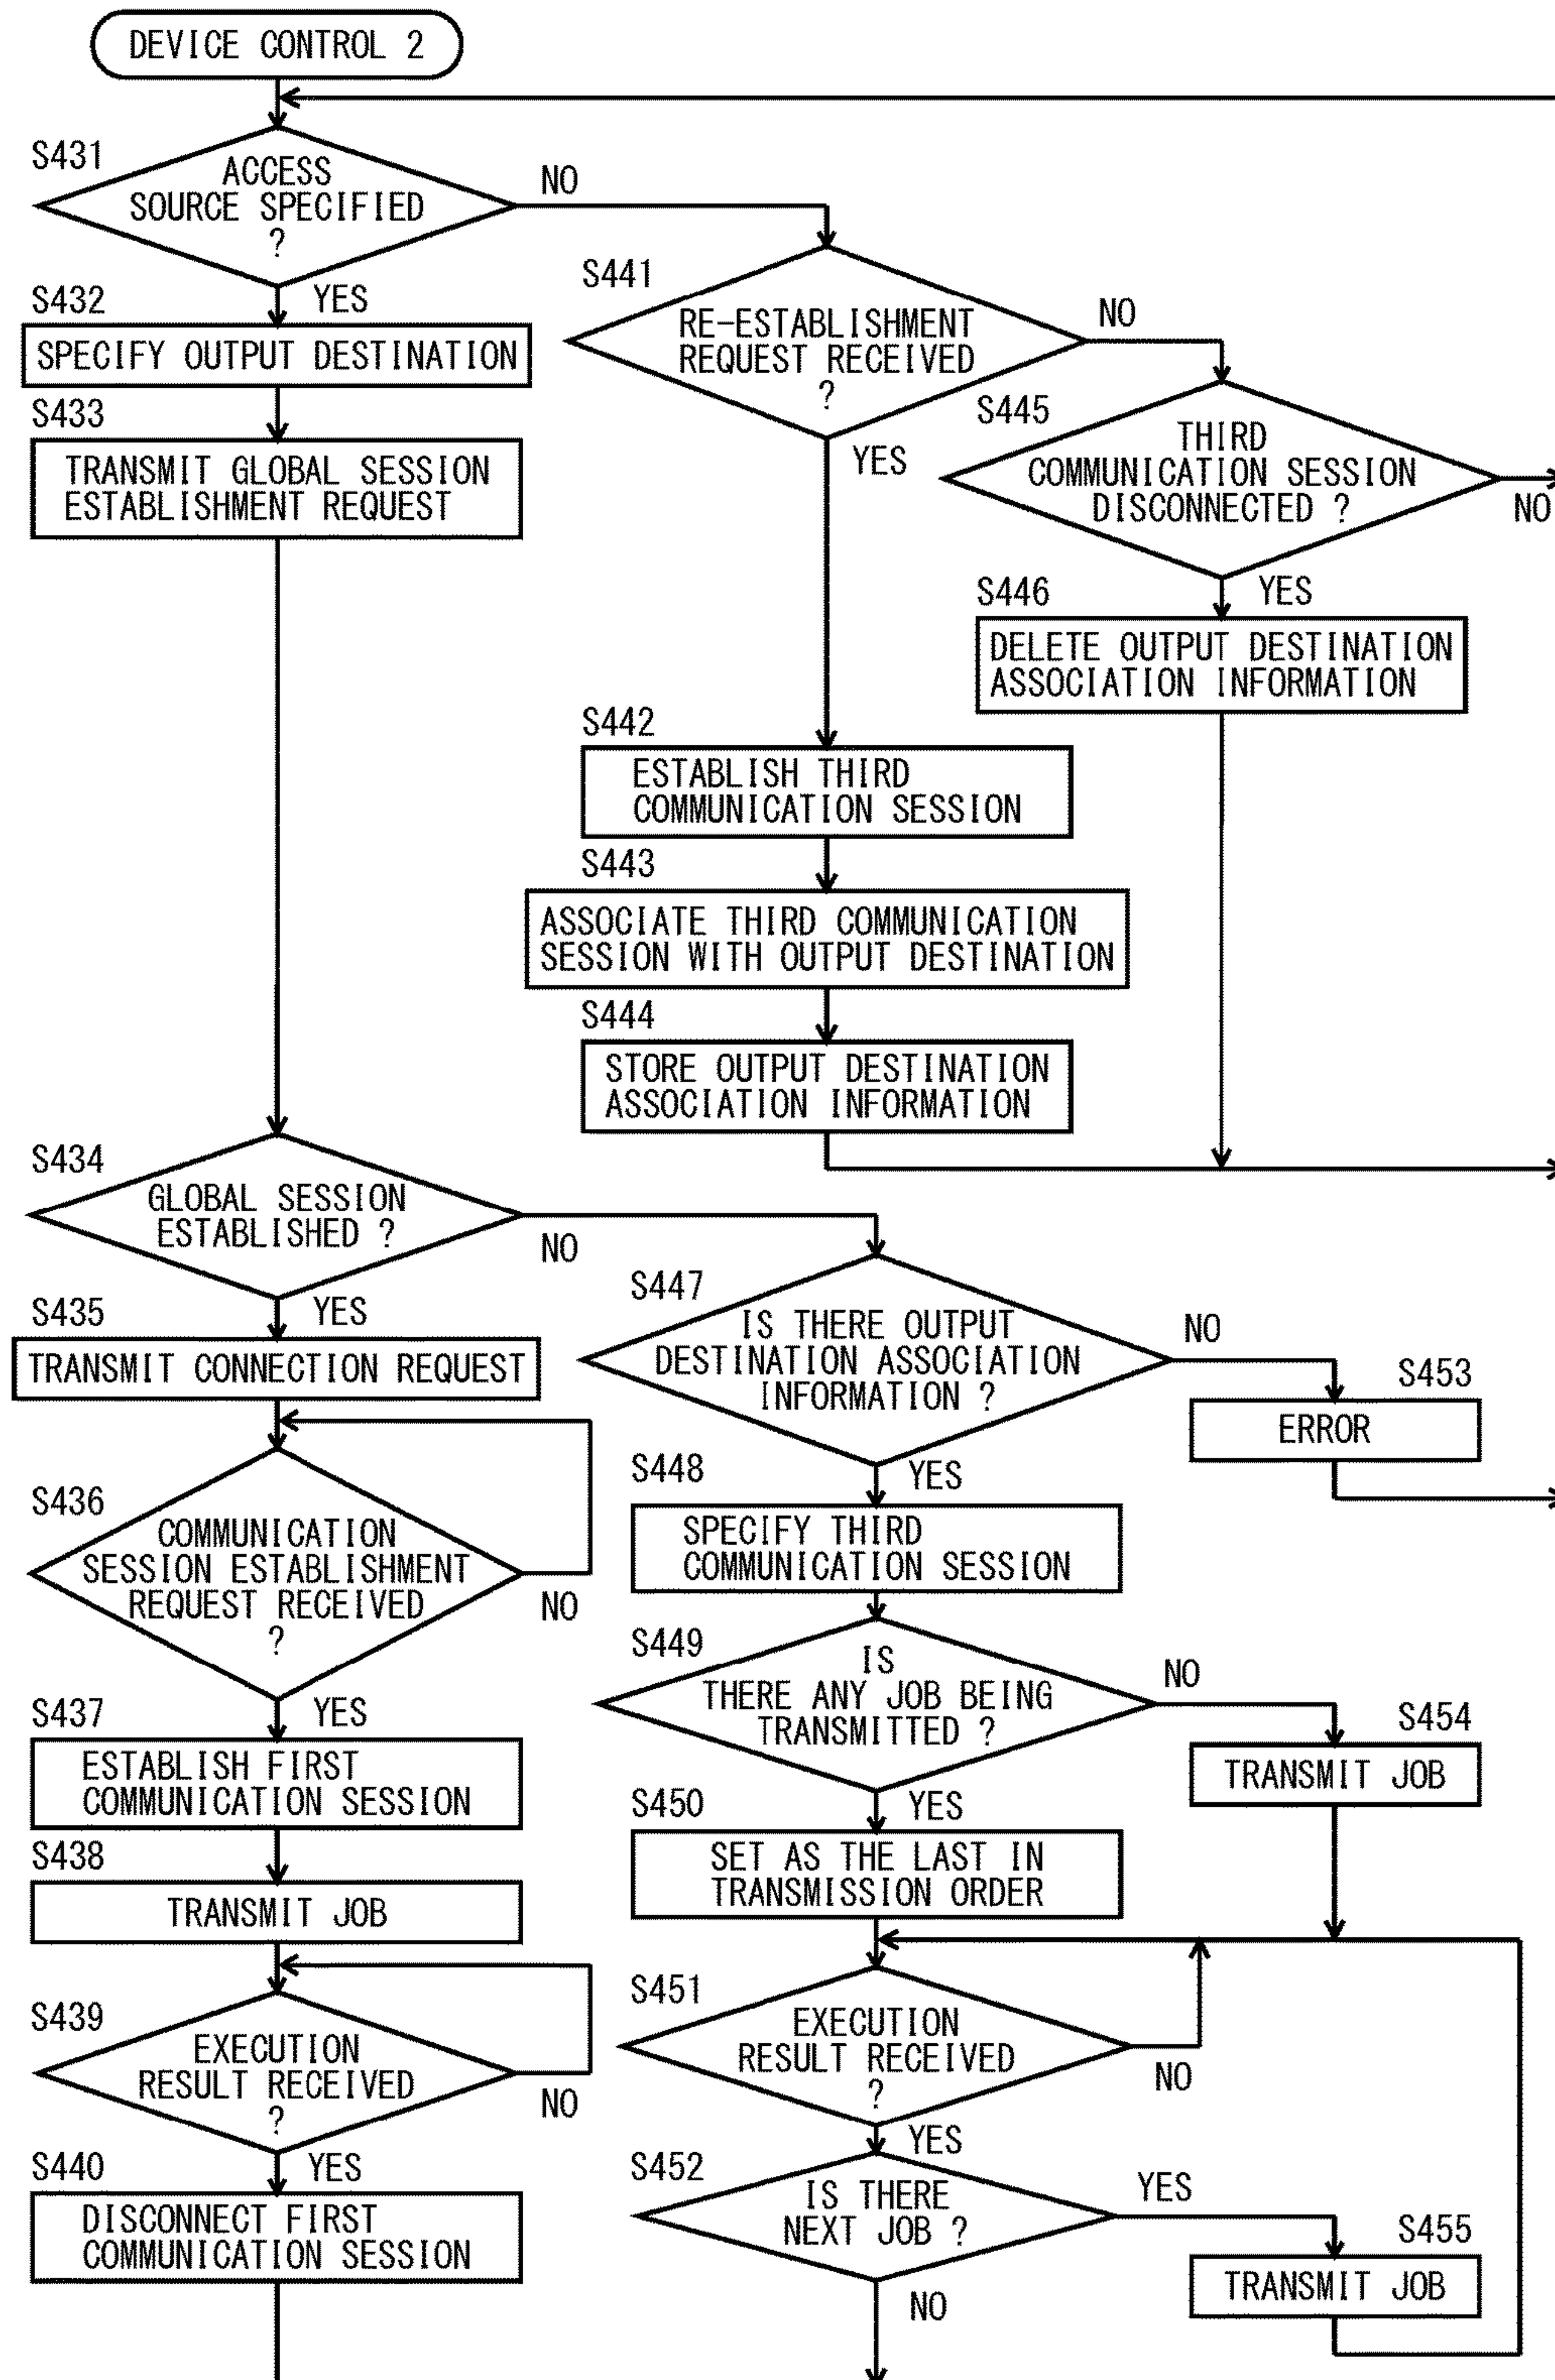 DEVICE CONTROL 2
S431
ACCESS
SOURCE SPECIFIED
?
NO
YES
S432
SPECIFY OUTPUT DESTINATION
S433
TRANSMIT GLOBAL SESSION
ESTABLISHMENT REQUEST
S441
RE-ESTABLISHMENT
REQUEST RECEIVED
?
NO
YES
S445
THIRD
COMMUNICATION SESSION
DISCONNECTED ?
NO
YES
S446
DELETE OUTPUT DESTINATION
ASSOCIATION INFORMATION
S442
ESTABLISH THIRD
COMMUNICATION SESSION
S443
ASSOCIATE THIRD COMMUNICATION
SESSION WITH OUTPUT DESTINATION
S444
STORE OUTPUT DESTINATION
ASSOCIATION INFORMATION
S434
GLOBAL SESSION
ESTABLISHED ?
NO
YES
S435
TRANSMIT CONNECTION REQUEST
S436
COMMUNICATION
SESSION ESTABLISHMENT
REQUEST RECEIVED
?
NO
YES
S437
ESTABLISH FIRST
COMMUNICATION SESSION
S438
TRANSMIT JOB
S439
EXECUTION
RESULT RECEIVED
?
NO
YES
S440
DISCONNECT FIRST
COMMUNICATION SESSION
S447
IS THERE OUTPUT
DESTINATION ASSOCIATION
INFORMATION ?
NO
YES
S453
ERROR
S448
SPECIFY THIRD
COMMUNICATION SESSION
S449
IS
THERE ANY JOB BEING
TRANSMITTED ?
NO
YES
S454
TRANSMIT JOB
S450
SET AS THE LAST IN
TRANSMISSION ORDER
S451
EXECUTION
RESULT RECEIVED
?
NO
YES
S452
IS THERE
NEXT JOB ?
YES
NO
S455
TRANSMIT JOB